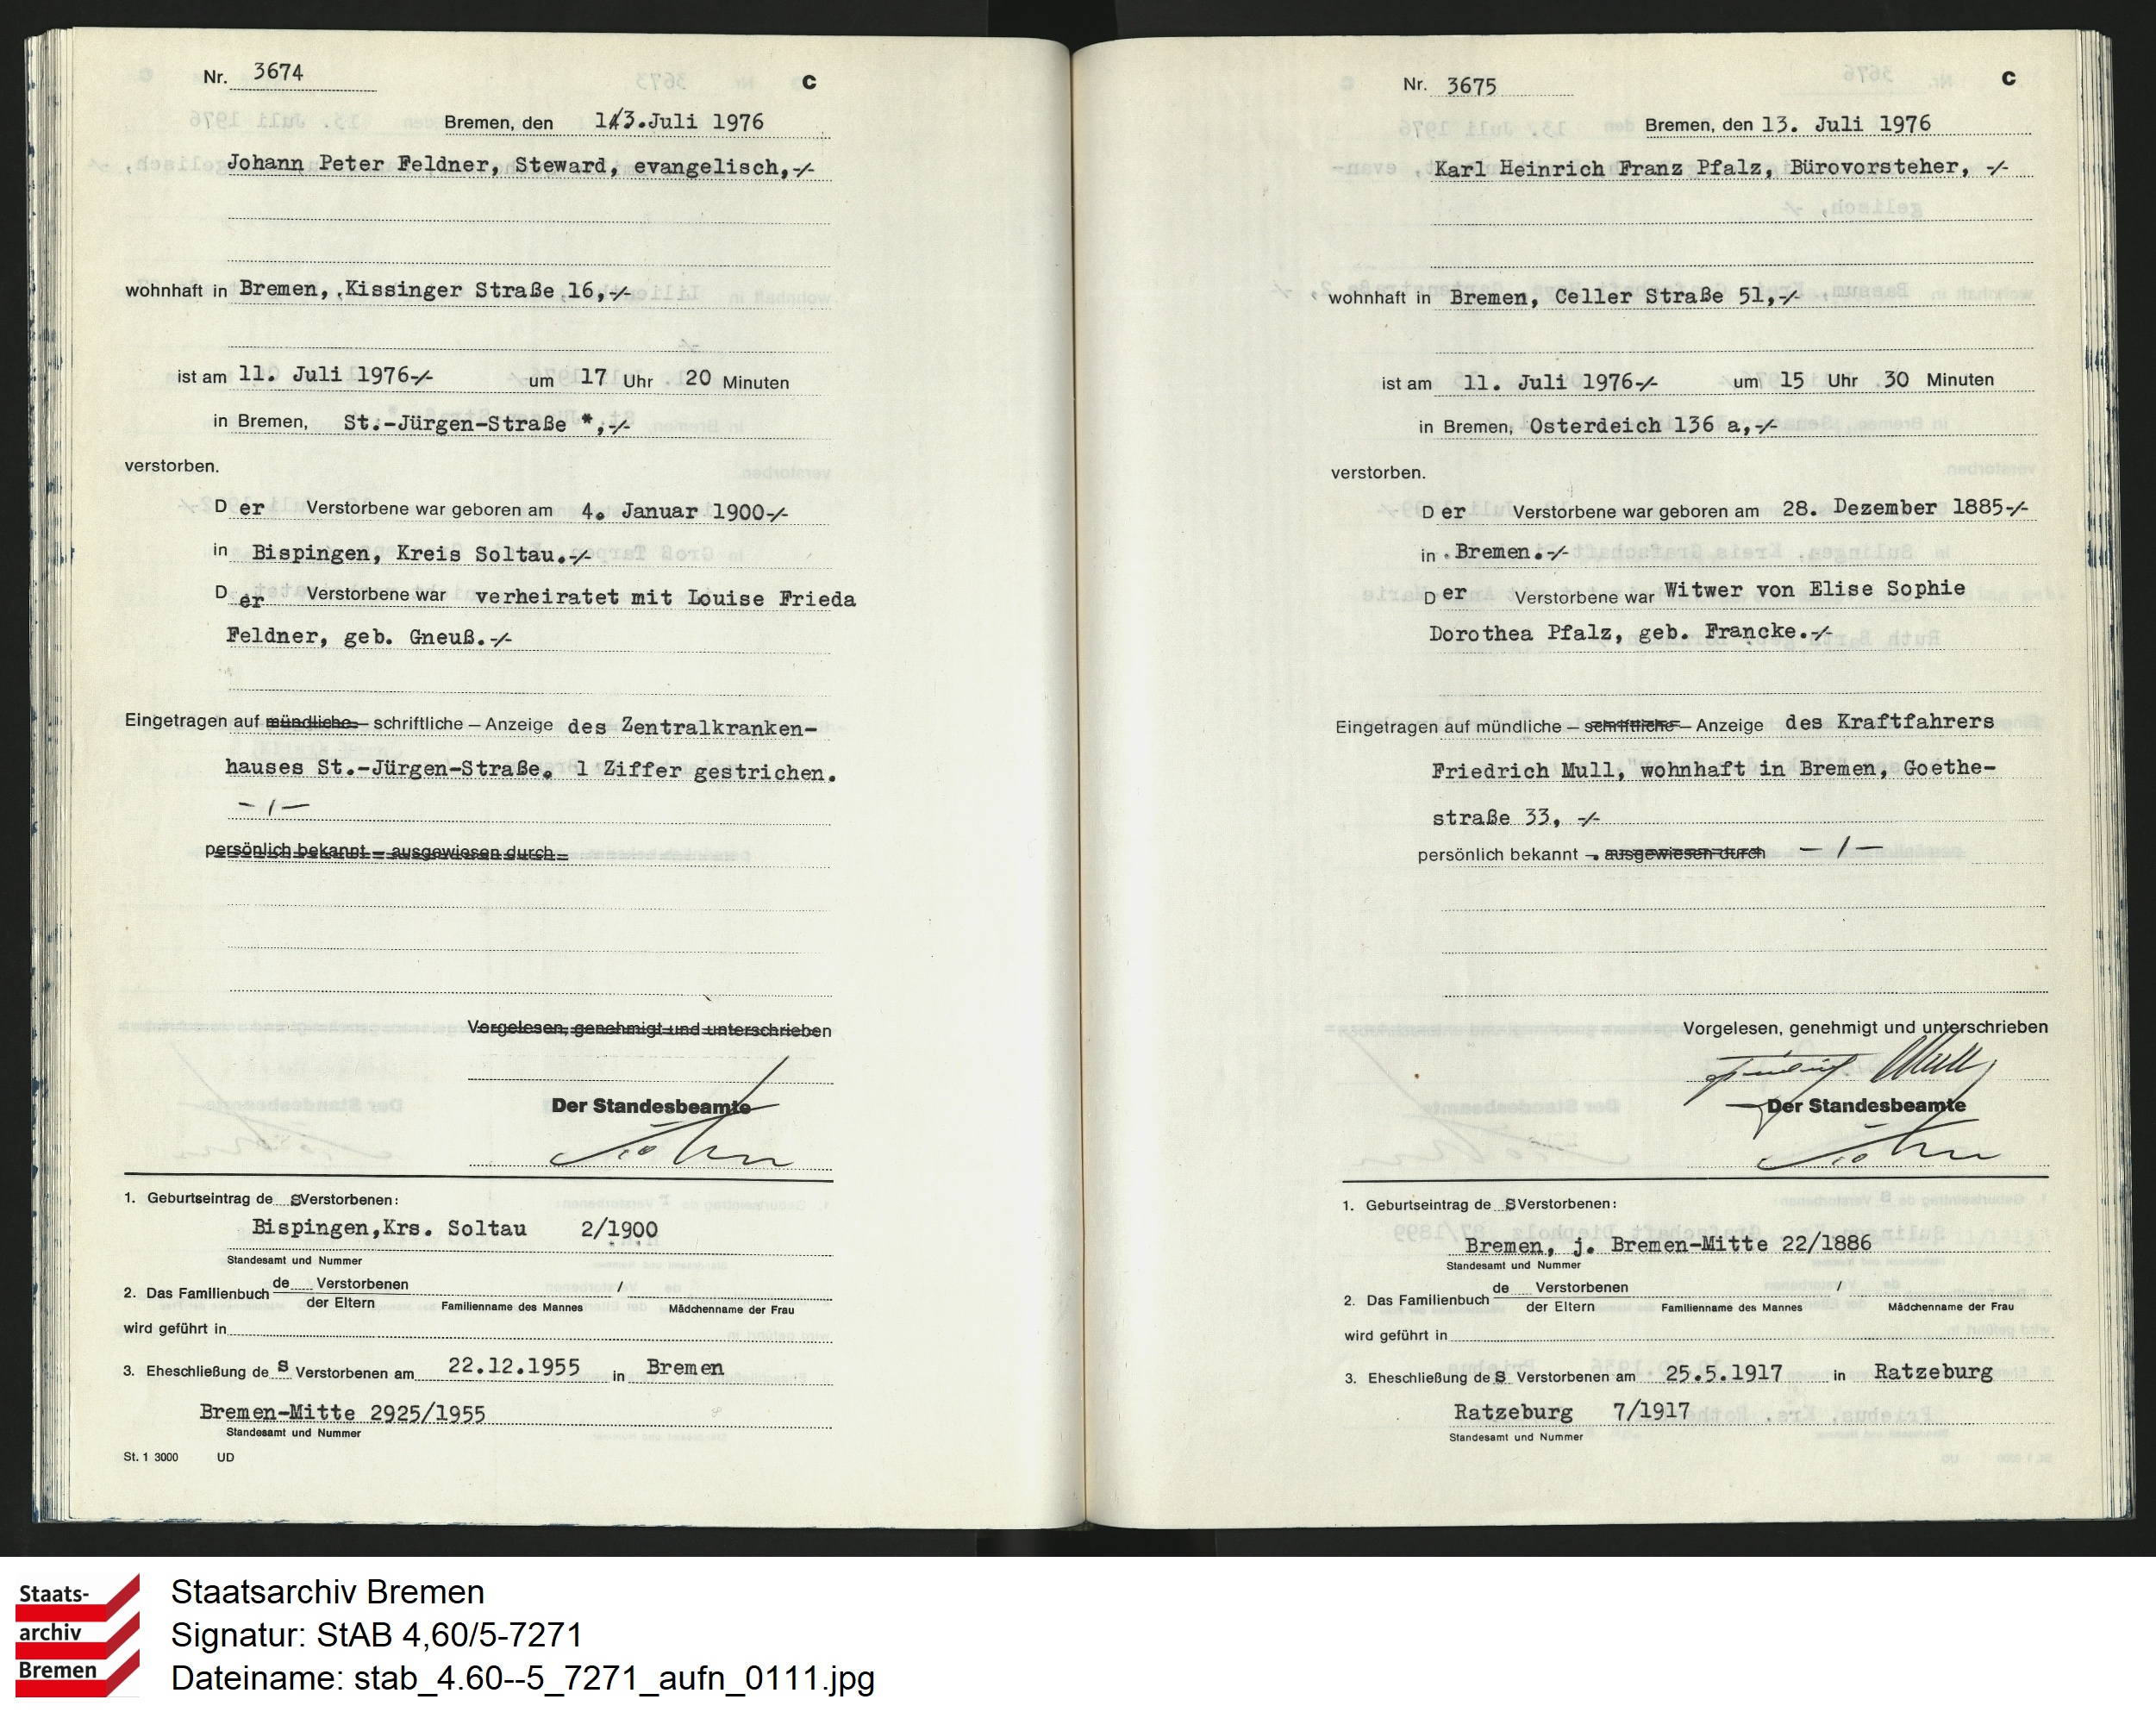 Nr. 3674
C
Bremen, den 13. Juli 1976
Johann Peter Feldner, Steward, evangelisch,-/-
wohnhaft in Bremen, Kissinger Straße 16,-/-
ist am 11. Juli 1976-/- um 17 Uhr 20 Minuten
in Bremen, St.-Jürgen-Straße *,-/-
verstorben.
Der Verstorbene war geboren am 4. Januar 1900-/-
in Bispingen, Kreis Soltau.-/-
Der Verstorbene war verheiratet mit Louise Frieda
Feldner, geb. Gneuß.-/-
Eingetragen auf mündliche – schriftliche – Anzeige des Zentralkranken-
hauses St.-Jürgen-Straße. 1 Ziffer gestrichen.
-/-
persönlich bekannt – ausgewiesen durch
Vorgelesen, genehmigt und unterschrieben
Der Standesbeamte
1. Geburtseintrag des Verstorbenen:
Bispingen,Krs. Soltau 2/1900
Standesamt und Nummer
2. Das Familienbuch de Verstorbenen /
der Eltern Familienname des Mannes Mädchenname der Frau
wird geführt in
3. Eheschließung des Verstorbenen am 22.12.1955 in Bremen
Bremen-Mitte 2925/1955
Standesamt und Nummer
St. 1 3000 UD
Nr. 3675
C
Bremen, den 13. Juli 1976
Karl Heinrich Franz Pfalz, Bürovorsteher, -/-
wohnhaft in Bremen, Celler Straße 51,-/-
ist am 11. Juli 1976-/- um 15 Uhr 30 Minuten
in Bremen, Osterdeich 136 a,-/-
verstorben.
Der Verstorbene war geboren am 28. Dezember 1885-/-
in Bremen.-/-
Der Verstorbene war Witwer von Elise Sophie
Dorothea Pfalz, geb. Francke.-/-
Eingetragen auf mündliche – schriftliche – Anzeige des Kraftfahrers
Friedrich Mull, wohnhaft in Bremen, Goethe-
straße 33, -/-
persönlich bekannt – ausgewiesen durch -/-
Vorgelesen, genehmigt und unterschrieben
Friedrich Mull
Der Standesbeamte
1. Geburtseintrag des Verstorbenen:
Bremen, j. Bremen-Mitte 22/1886
Standesamt und Nummer
2. Das Familienbuch de Verstorbenen /
der Eltern Familienname des Mannes Mädchenname der Frau
wird geführt in
3. Eheschließung des Verstorbenen am 25.5.1917 in Ratzeburg
Ratzeburg 7/1917
Standesamt und Nummer
Staats-
archiv
Bremen
Staatsarchiv Bremen
Signatur: StAB 4,60/5-7271
Dateiname: stab_4.60--5_7271_aufn_0111.jpg